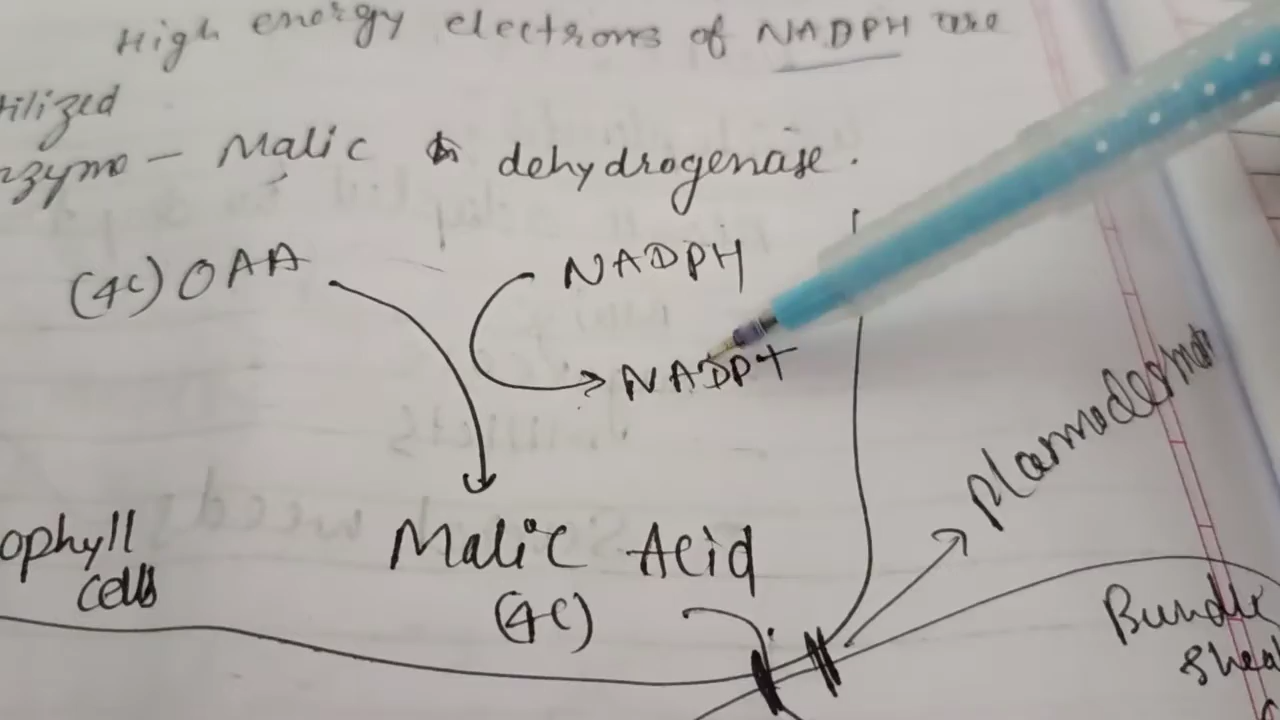 High energy electrons of NADPH are
tilized
nzyme - Malic dehydrogenase.
(4C) OAA
NADPH
NADP+
Malic Acid
(4C)
ophyll
cells
Plasmodesmat
Bundle
shea